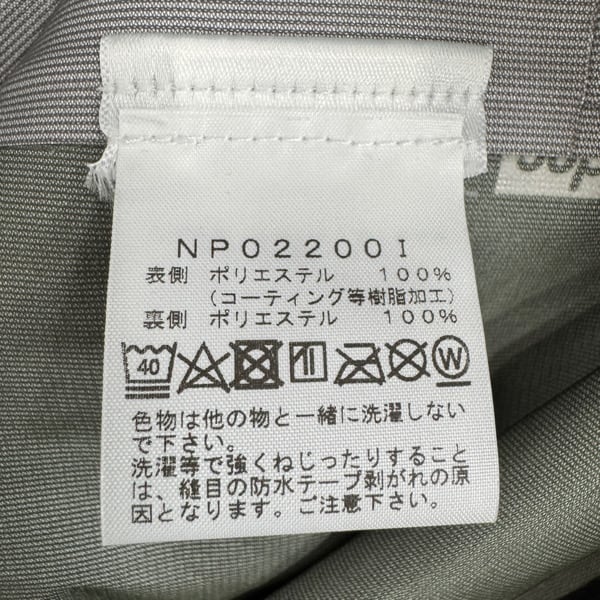 NP02200I
表側 ポリエステル 100%
(コーティング等樹脂加工)
裏側 ポリエステル 100%
40
W
色物は他の物と一緒に洗濯しない
で下さい。
洗濯等で強くねじったりすること
は、縫目の防水テープ剥がれの原
因となります。ご注意下さい。